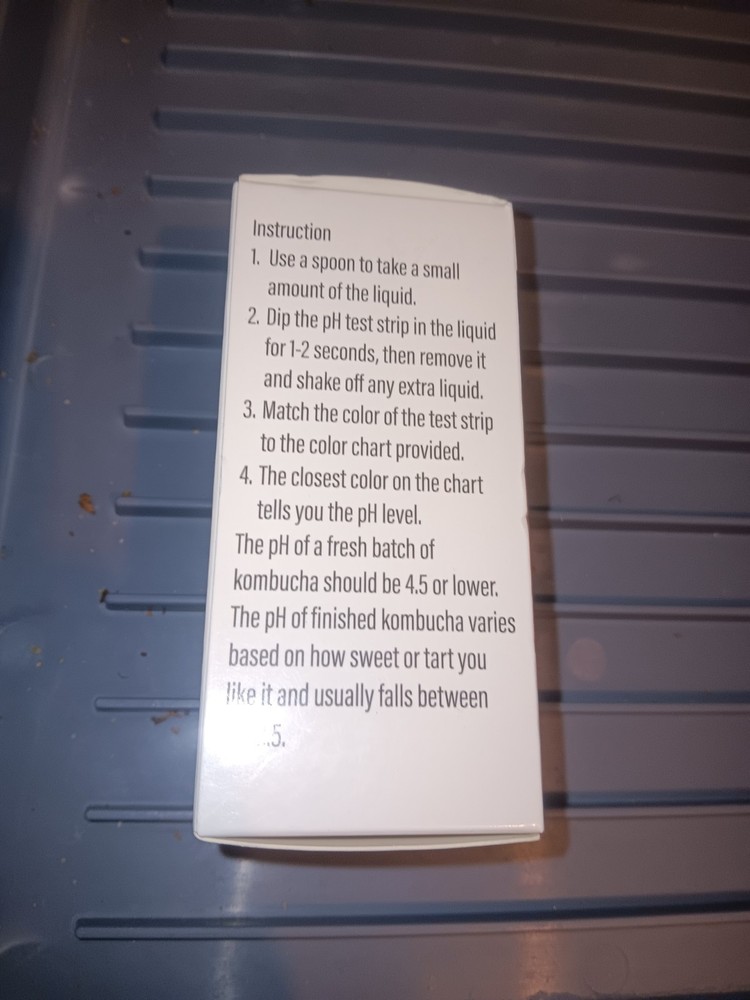 Instruction
1. Use a spoon to take a small
amount of the liquid.
2. Dip the pH test strip in the liquid
for 1-2 seconds, then remove it
and shake off any extra liquid.
3. Match the color of the test strip
to the color chart provided.
4. The closest color on the chart
tells you the pH level.
The pH of a fresh batch of
kombucha should be 4.5 or lower.
The pH of finished kombucha varies
based on how sweet or tart you
like it and usually falls between